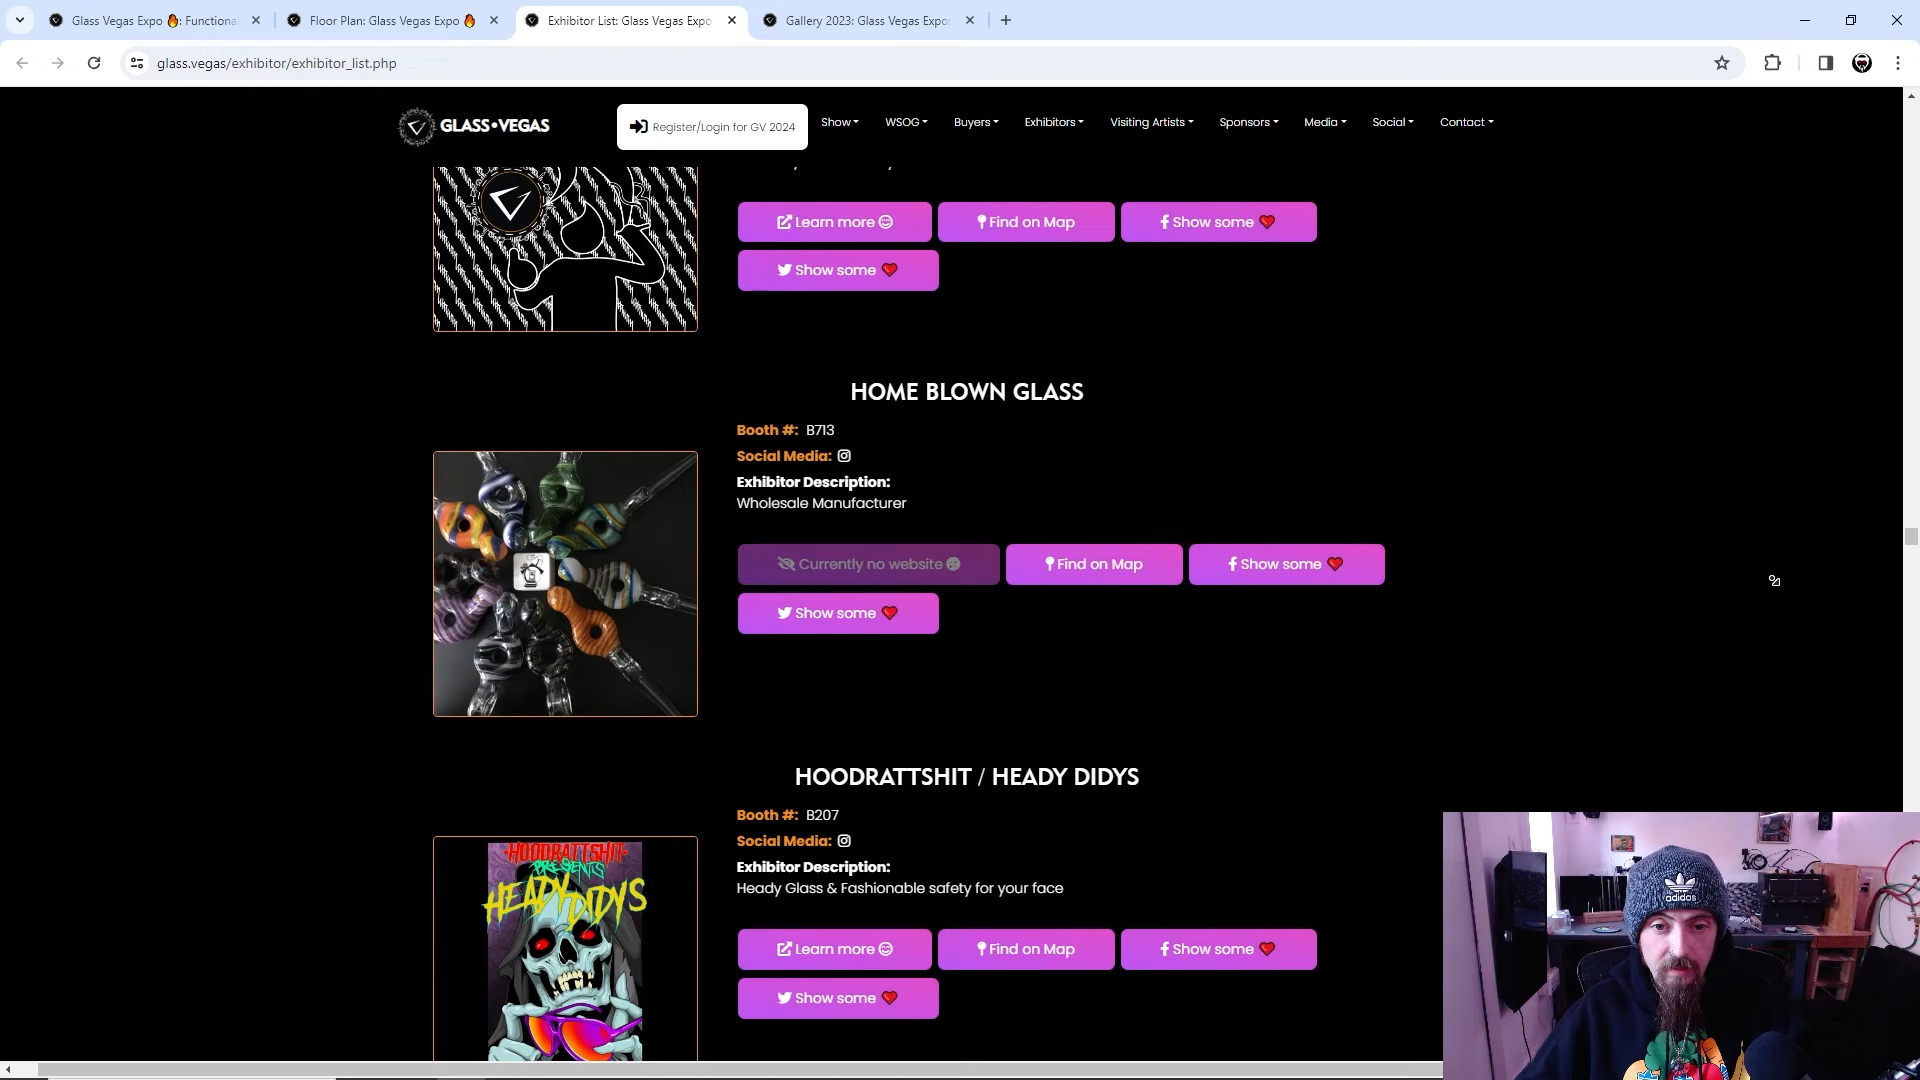 Glass Vegas Expo 🔥: Functiona
Floor Plan: Glass Vegas Expo 🔥
Exhibitor List: Glass Vegas Expo
Gallery 2023: Glass Vegas Expo:
glass.vegas/exhibitor/exhibitor_list.php
GLASS•VEGAS
Register/Login for GV 2024
Show
WSOG
Buyers
Exhibitors
Visiting Artists
Sponsors
Media
Social
Contact
Learn more
Find on Map
Show some
Show some
HOME BLOWN GLASS
Booth #: B713
Social Media:
Exhibitor Description:
Wholesale Manufacturer
Currently no website
Find on Map
Show some
Show some
HOODRATTSHIT / HEADY DIDYS
Booth #: B207
Social Media:
Exhibitor Description:
Heady Glass & Fashionable safety for your face
Learn more
Find on Map
Show some
Show some
HOODRATTSHIT
PRESENTS
HEADY DIDYS
adidas